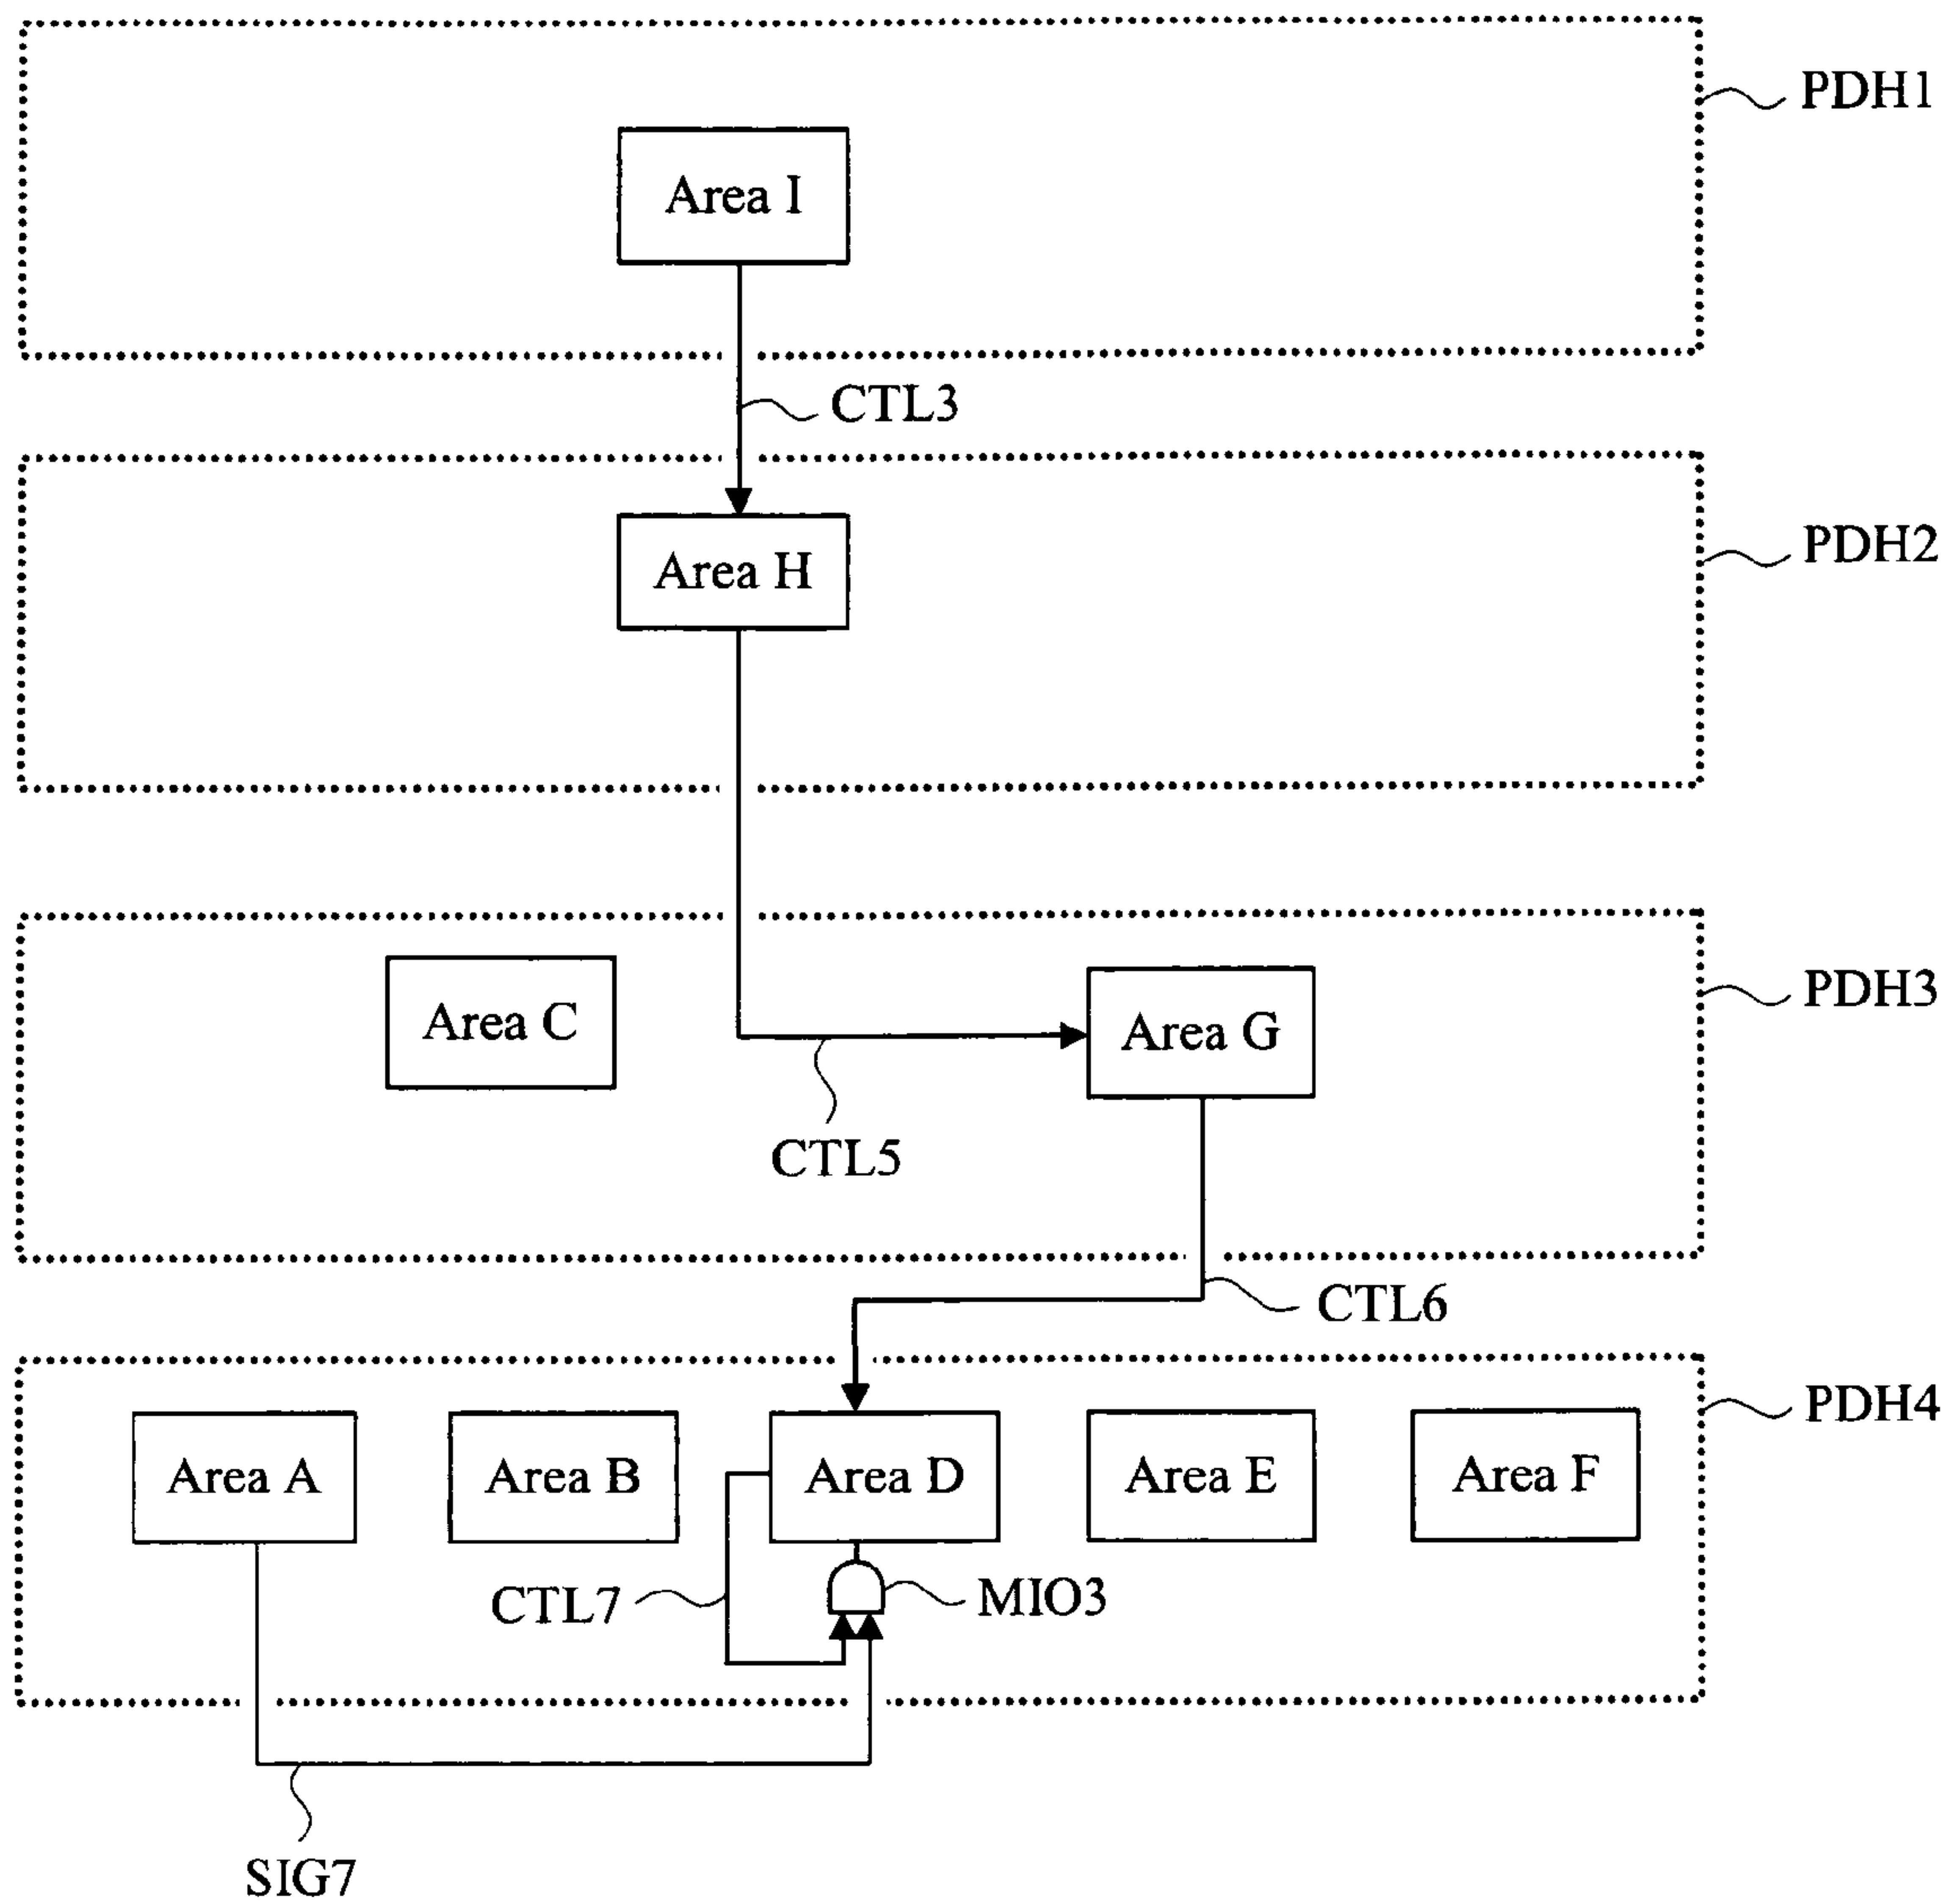 PDH1
Area I
CTL3
PDH2
Area H
PDH3
Area C
Area G
CTL5
CTL6
PDH4
Area A
Area B
Area D
Area E
Area F
CTL7
MIO3
SIG7